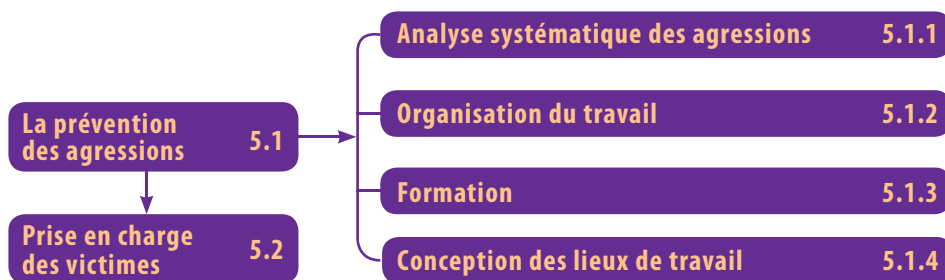 La prévention
des agressions 5.1
Prise en charge
des victimes 5.2
Analyse systématique des agressions 5.1.1
Organisation du travail 5.1.2
Formation 5.1.3
Conception des lieux de travail 5.1.4